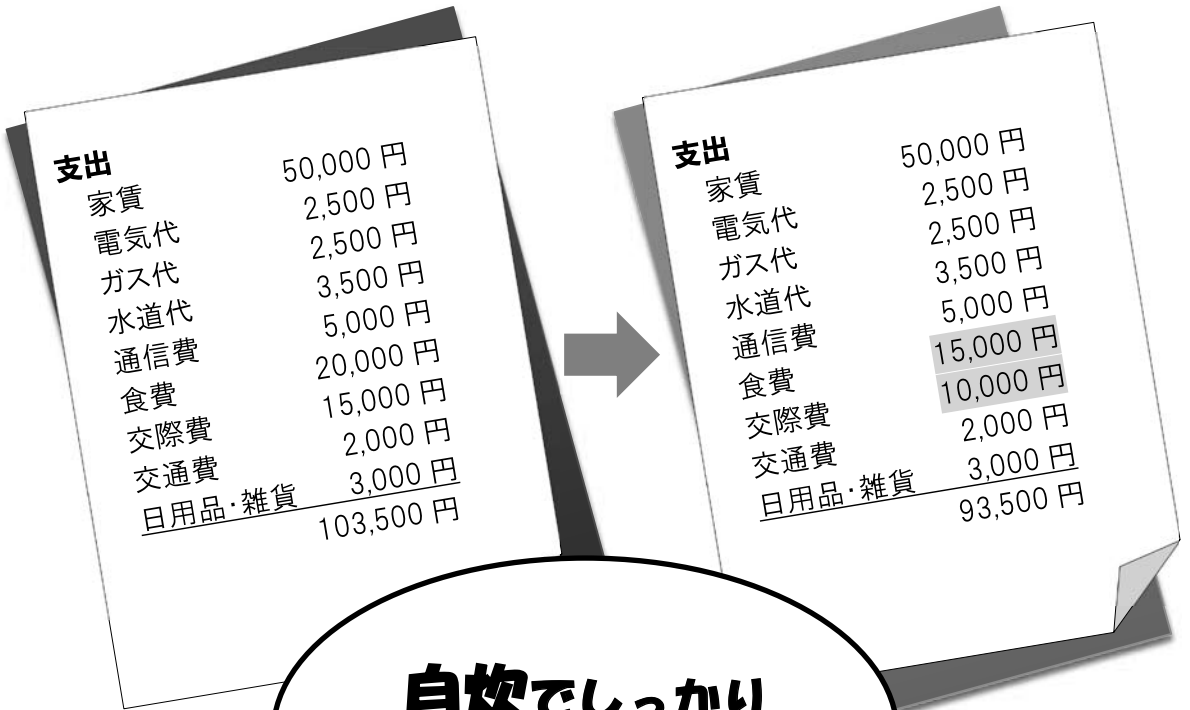 支出
家賃 50,000 円
電気代 2,500 円
ガス代 2,500 円
水道代 3,500 円
通信費 5,000 円
食費 20,000 円
交際費 15,000 円
交通費 2,000 円
日用品・雑貨 3,000 円
103,500 円
支出
家賃 50,000 円
電気代 2,500 円
ガス代 2,500 円
水道代 3,500 円
通信費 5,000 円
食費 15,000 円
交際費 10,000 円
交通費 2,000 円
日用品・雑貨 3,000 円
93,500 円
自炊でしっかり